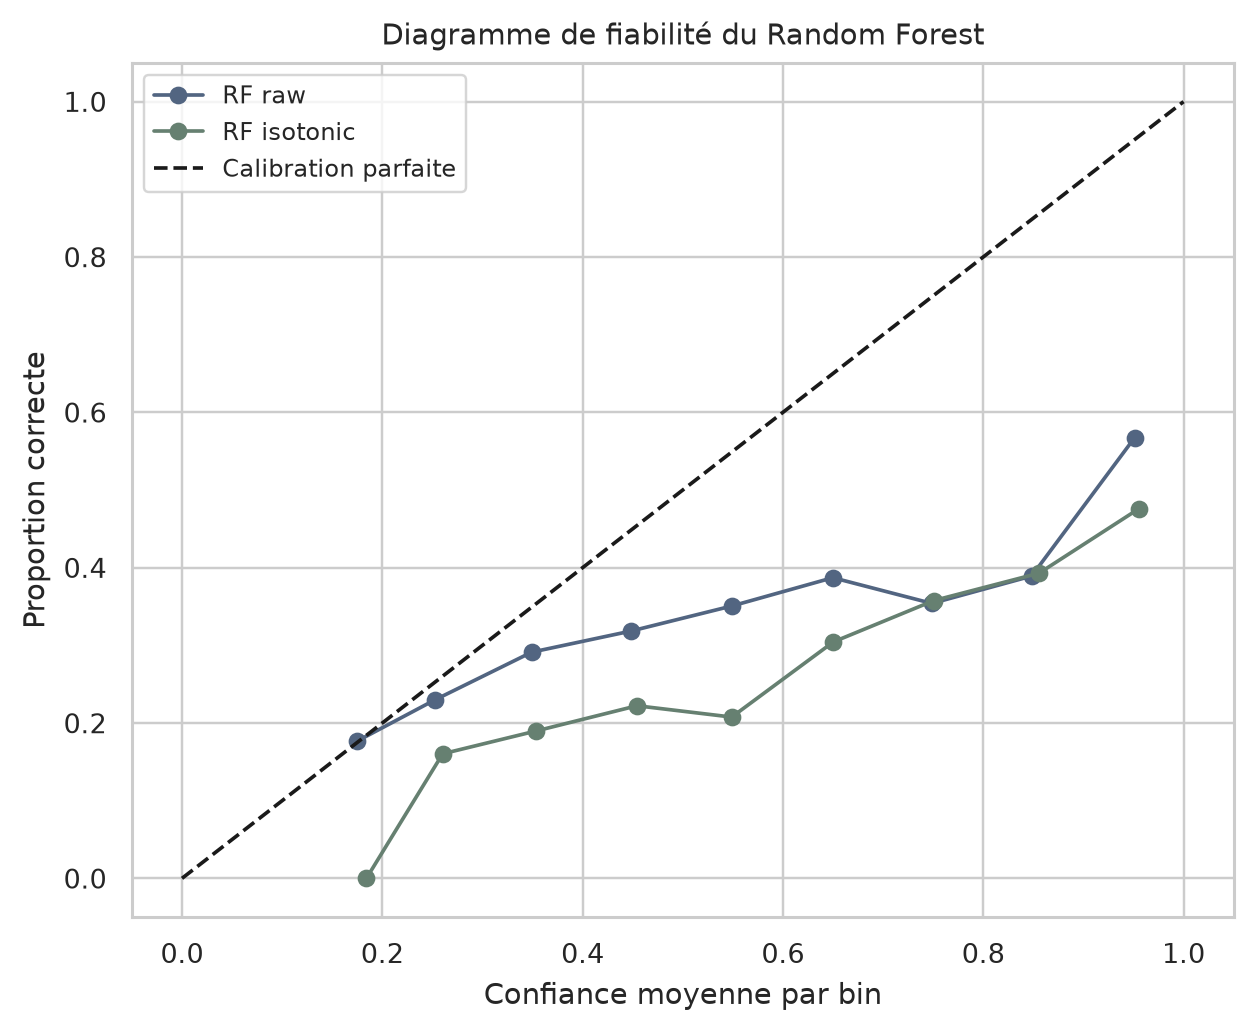 Diagramme de fiabilité du Random Forest
RF raw
RF isotonic
Calibration parfaite
Proportion correcte
1.0
0.8
0.6
0.4
0.2
0.0
0.0 0.2 0.4 0.6 0.8 1.0
Confiance moyenne par bin